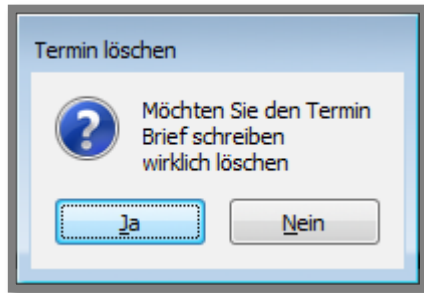 Termin löschen
Möchten Sie den Termin
Brief schreiben
wirklich löschen
Ja
Nein